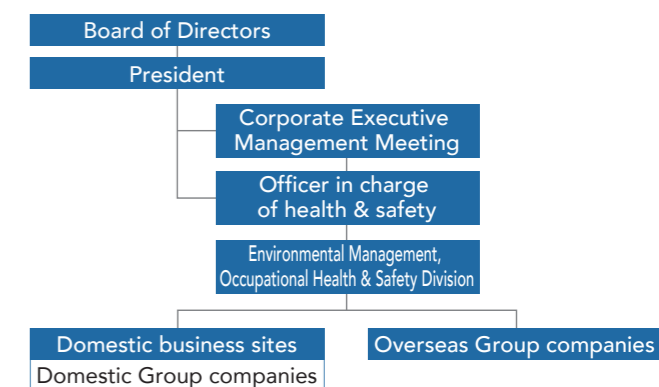 Board of Directors
President
Corporate Executive
Management Meeting
Officer in charge
of health & safety
Environmental Management,
Occupational Health & Safety Division
Domestic business sites
Overseas Group companies
Domestic Group companies